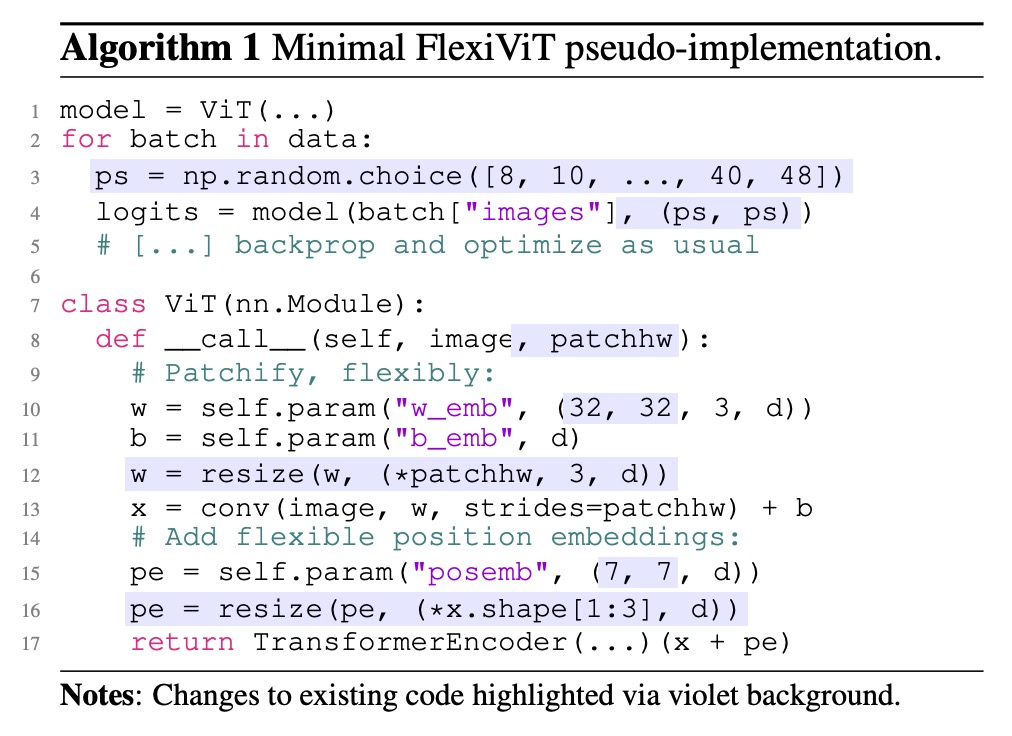 Algorithm 1 Minimal FlexiViT pseudo-implementation.
1 model = ViT(...)
2 for batch in data:
3   ps = np.random.choice([8, 10, ..., 40, 48])
4   logits = model(batch["images"], (ps, ps))
5   # [...] backprop and optimize as usual
6
7 class ViT(nn.Module):
8   def __call__(self, image, patchhw):
9     # Patchify, flexibly:
10     w = self.param("w_emb", (32, 32, 3, d))
11     b = self.param("b_emb", d)
12     w = resize(w, (*patchhw, 3, d))
13     x = conv(image, w, strides=patchhw) + b
14     # Add flexible position embeddings:
15     pe = self.param("posemb", (7, 7, d))
16     pe = resize(pe, (*x.shape[1:3], d))
17     return TransformerEncoder(...)(x + pe)
Notes: Changes to existing code highlighted via violet background.